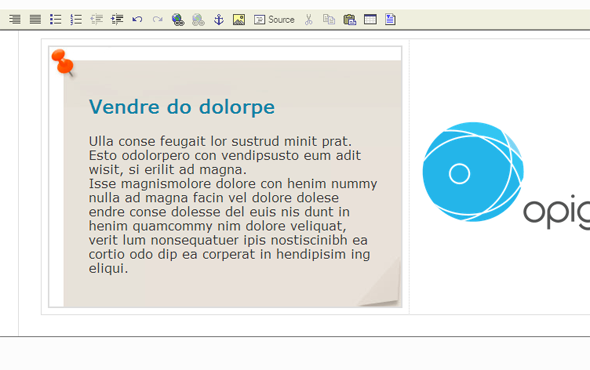 Source
Vendre do dolorpe
Ulla conse feugait lor sustrud minit prat.
Esto odolorpero con vendipsusto eum adit
wisit, si erilit ad magna.
Isse magnismolore dolore con henim nummy
nulla ad magna facin vel dolore dolese
endre conse dolesse del euis nis dunt in
henim quamcommy nim dolore veliquat,
verit lum nonsequatuer ipis nostiscinibh ea
cortio odo dip ea corperat in hendipisim ing
eliqui.
opig